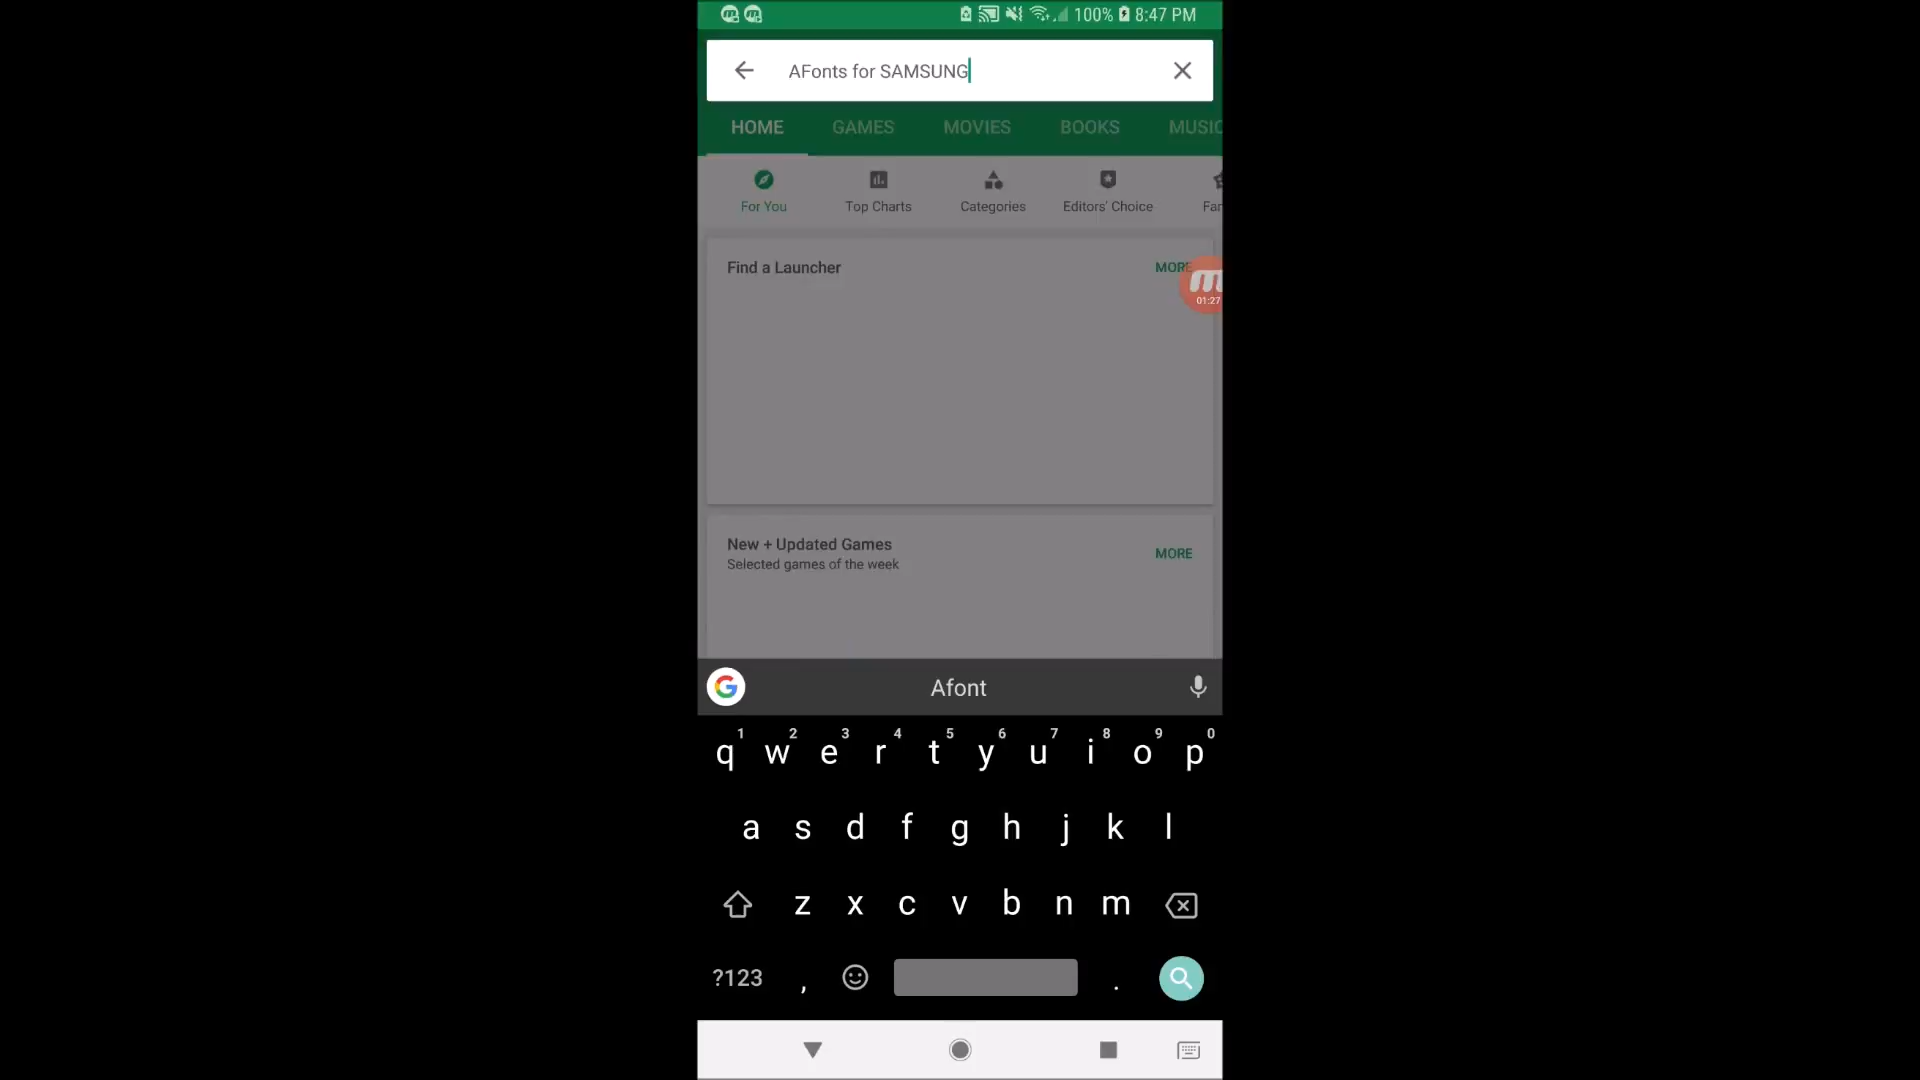 100% 8:47 PM
AFonts for SAMSUNG
HOME GAMES MOVIES BOOKS MUSIC
For You Top Charts Categories Editors' Choice Fam
Find a Launcher MORE
01:27
New + Updated Games
Selected games of the week
MORE
Afont
1 2 3 4 5 6 7 8 9 0
q w e r t y u i o p
a s d f g h j k l
z x c v b n m
?123 , .